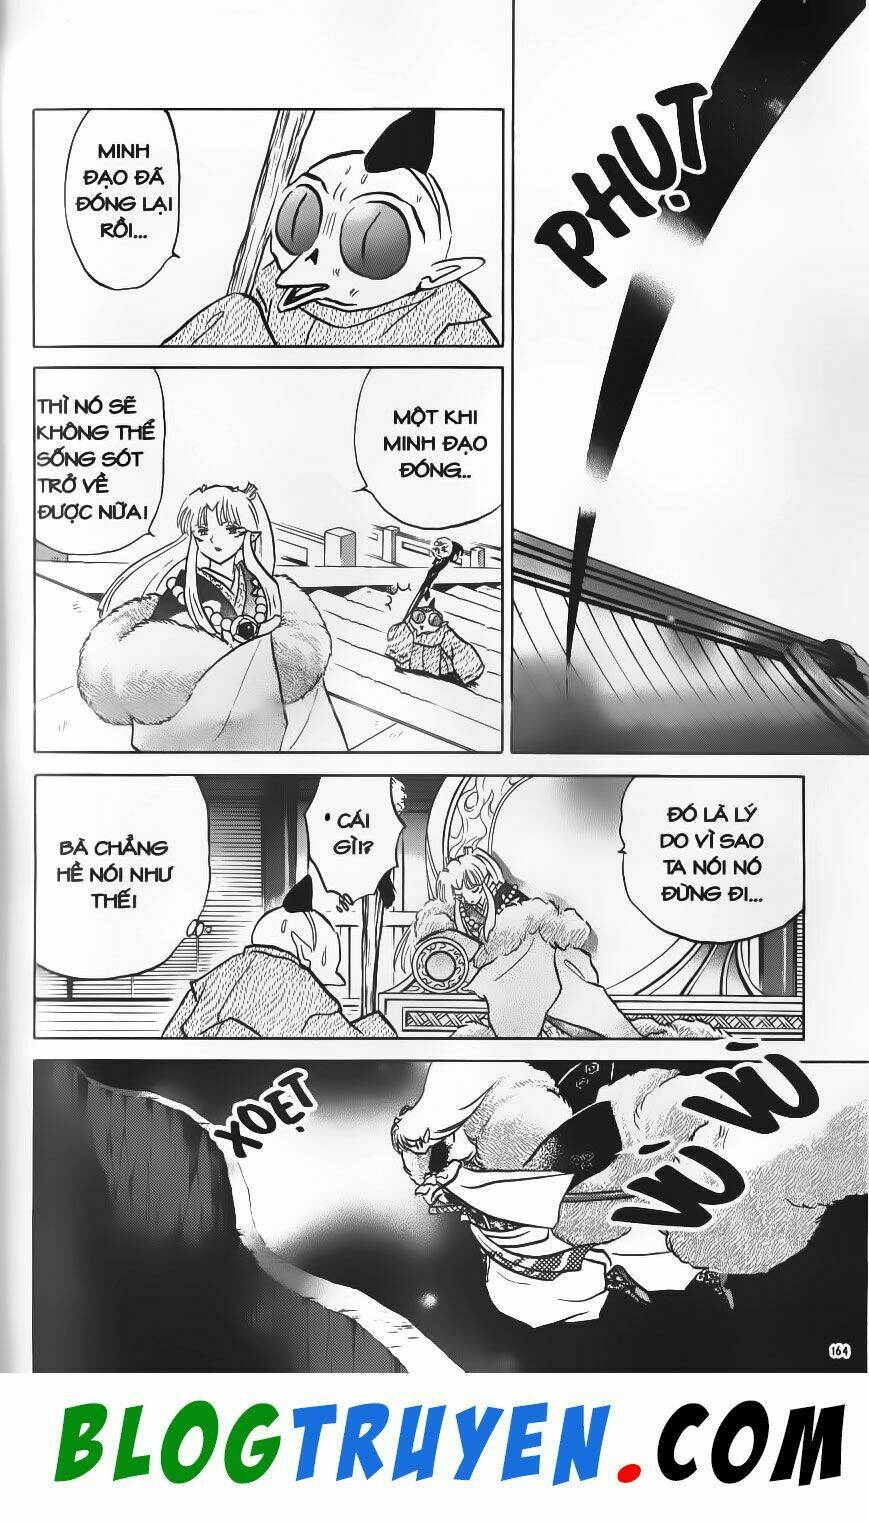 PHỤT
MINH
ĐẠO ĐÃ
ĐÓNG LẠI
RỒI...
MỘT KHI
MINH ĐẠO
ĐÓNG...
THÌ NÓ SẼ
KHÔNG THỂ
SỐNG SÓT
TRỞ VỀ
ĐƯỢC NỮA!
ĐÓ LÀ LÝ
DO VÌ SAO
TA NÓI NÓ
ĐỪNG ĐI...
CÁI
GÌ!?
BÀ CHẲNG
HỀ NÓI NHƯ
THẾ!
VÙ
VÙ
XOẸT
164
BLOGTRUYEN.COM